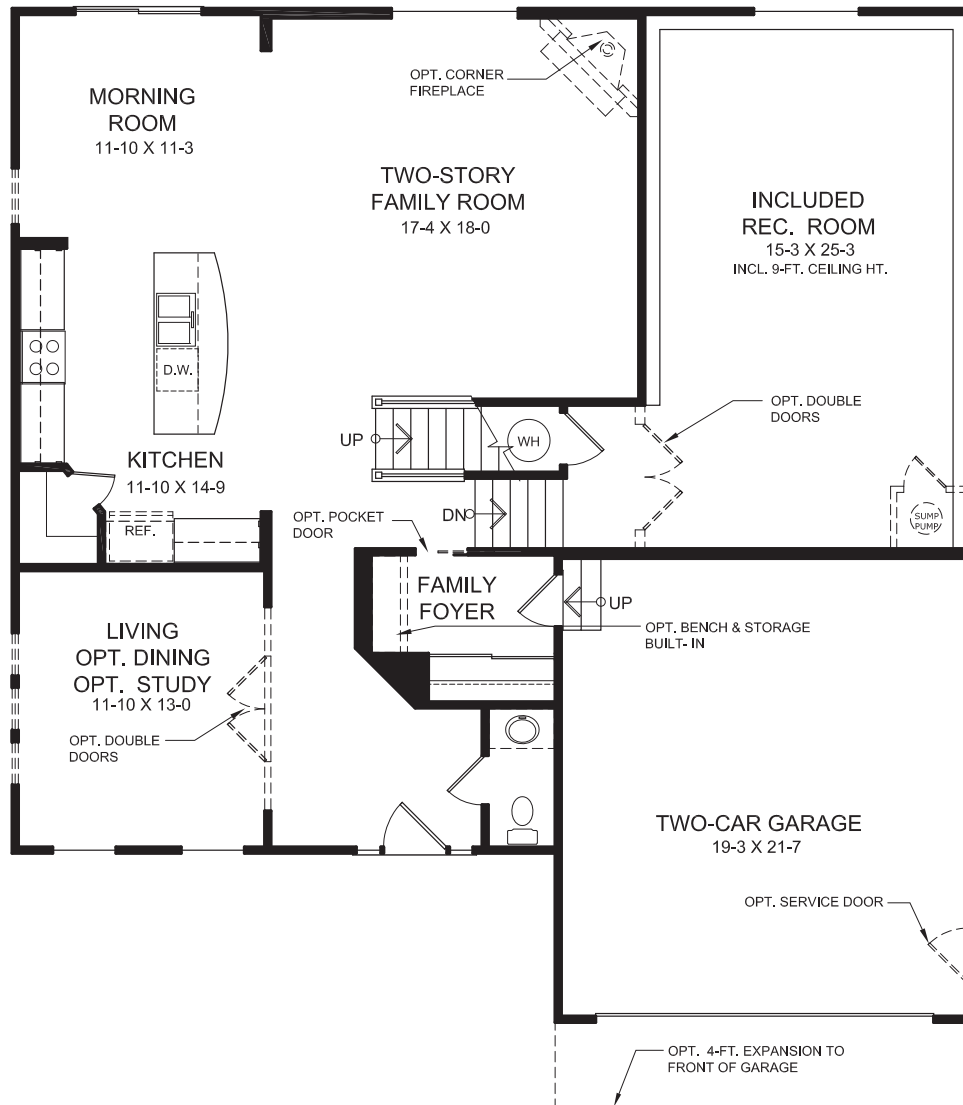 OPT. CORNER
FIREPLACE
MORNING
ROOM
11-10 X 11-3
TWO-STORY
FAMILY ROOM
17-4 X 18-0
INCLUDED
REC. ROOM
15-3 X 25-3
INCL. 9-FT. CEILING HT.
D.W.
OPT. DOUBLE
DOORS
UP
WH
KITCHEN
11-10 X 14-9
REF.
OPT. POCKET
DOOR
DN
SUMP
PUMP
FAMILY
FOYER
UP
OPT. BENCH & STORAGE
BUILT- IN
LIVING
OPT. DINING
OPT. STUDY
11-10 X 13-0
OPT. DOUBLE
DOORS
TWO-CAR GARAGE
19-3 X 21-7
OPT. SERVICE DOOR
OPT. 4-FT. EXPANSION TO
FRONT OF GARAGE